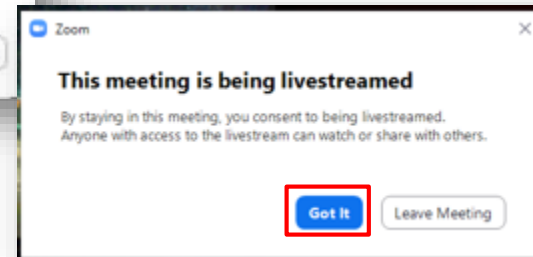 Zoom
This meeting is being livestreamed
By staying in this meeting, you consent to being livestreamed.
Anyone with access to the livestream can watch or share with others.
Got It
Leave Meeting